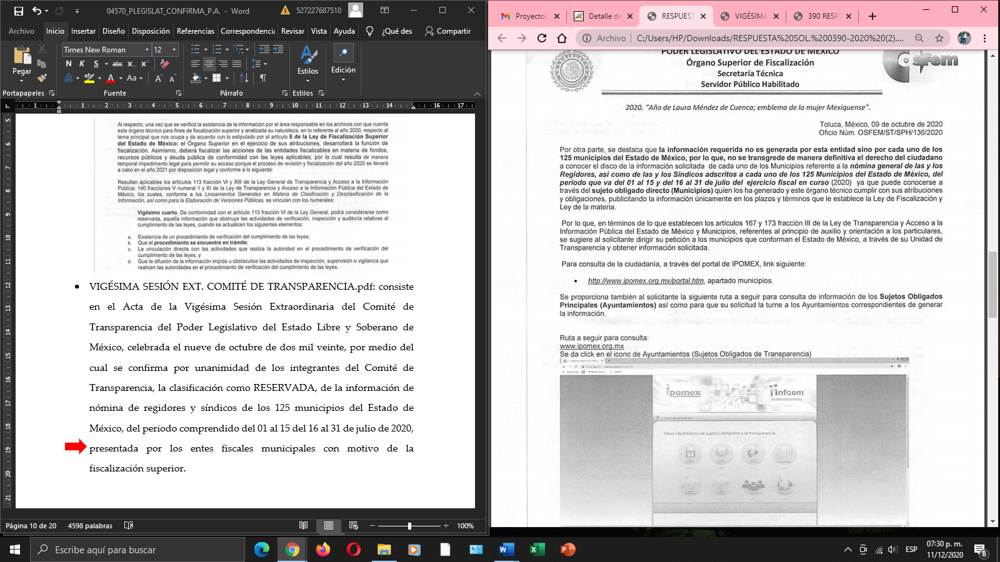 04570_PLEGISLAT_CONFIRMA_P.A. - Word
527227687510
Archivo Inicio Insertar Diseño Disposición Referencias Correspondencia Revisar Vista Ayuda ¿Qué des Compartir
Times New Roman 12
Pegar
N K S abc x₂ x²
Aa
Estilos
Edición
Portapapeles Fuente Párrafo Estilos
Al respecto, una vez que se verificó la existencia de la información por el área responsable en los archivos con que cuenta
este órgano técnico para fines de fiscalización superior y analizada su naturaleza, en lo referente al año 2020, respecto al
tema principal que nos ocupa y de acuerdo con lo estipulado por el artículo 6 de la Ley de Fiscalización Superior
del Estado de México: el Órgano Superior en el ejercicio de sus atribuciones, desarrollará la función de
fiscalización. Asimismo, deberá fiscalizar las acciones de las entidades fiscalizables en materia de fondos,
recursos públicos y deuda pública de conformidad con las leyes aplicables; por lo cual resulta de manera
temporal impedimento legal para permitir su acceso porque el proceso de revisión y fiscalización del año 2020 se llevará
a cabo en el año 2021 por disposición legal y conforme a lo siguiente:
Resultan aplicables los artículos 113 fracción VI y XIII de la Ley General de Transparencia y Acceso a la Información
Pública; 140 fracciones V numeral 1 y XI de la Ley de Transparencia y Acceso a la Información Pública del Estado de
México, los cuales, conforme a los Lineamientos Generales en Materia de Clasificación y Desclasificación de la
Información, así como para la Elaboración de Versiones Públicas, se vinculan con los numerales:
Vigésimo cuarto. De conformidad con el artículo 113 fracción VI de la Ley General, podrá considerarse como
reservada, aquella información que obstruya las actividades de verificación, inspección y auditoría relativas al
cumplimiento de las leyes, cuando se actualicen los siguientes elementos:
a. Existencia de un procedimiento de verificación del cumplimiento de las leyes;
b. Que el procedimiento se encuentre en trámite;
c. La vinculación directa con las actividades que realiza la autoridad en el procedimiento de verificación del
cumplimiento de las leyes, y
d. Que la difusión de la información impida u obstaculice las actividades de inspección, supervisión o vigilancia que
realicen las autoridades en el procedimiento de verificación del cumplimiento de las leyes.
• VIGÉSIMA SESIÓN EXT. COMITÉ DE TRANSPARENCIA.pdf: consiste
en el Acta de la Vigésima Sesión Extraordinaria del Comité de
Transparencia del Poder Legislativo del Estado Libre y Soberano de
México, celebrada el nueve de octubre de dos mil veinte, por medio del
cual se confirma por unanimidad de los integrantes del Comité de
Transparencia, la clasificación como RESERVADA, de la información de
nómina de regidores y síndicos de los 125 municipios del Estado de
México, del periodo comprendido del 01 al 15 del 16 al 31 de julio de 2020,
presentada por los entes fiscales municipales con motivo de la
fiscalización superior.
Página 10 de 20 4598 palabras 100%
Proyectos Detalle de RESPUEST VIGÉSIMA 390 RESP
Archivo C:/Users/HP/Downloads/RESPUESTA%20SOL.%200390-2020%20(2)....
PODER LEGISLATIVO DEL ESTADO DE MÉXICO
Órgano Superior de Fiscalización
Secretaría Técnica
Servidor Público Habilitado
osfem
2020. “Año de Laura Méndez de Cuenca; emblema de la mujer Mexiquense”.
Toluca, México, 09 de octubre de 2020
Oficio Núm. OSFEM/ST/SPH/136/2020
Por otra parte, se destaca que la información requerida no es generada por esta entidad sino por cada uno de los
125 municipios del Estado de México, por lo que, no se transgrede de manera definitiva el derecho del ciudadano
a conocer el disco de la información solicitada de cada uno de los Municipios referente a la nómina general de las y los
Regidores, así como de las y los Síndicos adscritos a cada uno de los 125 Municipios del Estado de México, del
periodo que va del 01 al 15 y del 16 al 31 de julio del ejercicio fiscal en curso (2020) ya que puede conocerse a
través del sujeto obligado directo (Municipios) quien los ha generado y este órgano técnico cumplir con sus atribuciones
y obligaciones, publicitando la información únicamente en los plazos y términos que le establece la Ley de Fiscalización y
Ley de la materia.
Por lo que, en términos de lo que establecen los artículos 167 y 173 fracción III de la Ley de Transparencia y Acceso a la
Información Pública del Estado de México y Municipios, referentes al principio de auxilio y orientación a los particulares,
se sugiere al solicitante dirigir su petición a los municipios que conforman el Estado de México, a través de su Unidad de
Transparencia y obtener información solicitada.
Para consulta de la ciudadanía, a través del portal de IPOMEX, link siguiente:
• http://www.ipomex.org.mx/portal.htm, apartado municipios.
Se proporciona también al solicitante la siguiente ruta a seguir para consulta de información de los Sujetos Obligados
Principales (Ayuntamientos) así como para que su solicitud la turne a los Ayuntamientos correspondientes de generar
la información.
Ruta a seguir para consulta:
www.ipomex.org.mx
Se da click en el icono de Ayuntamientos (Sujetos Obligados de Transparencia)
ipomex infoem
Sitios electrónicos de sujetos obligados a la transparencia
Escribe aquí para buscar
ESP
07:30 p. m.
11/12/2020
8